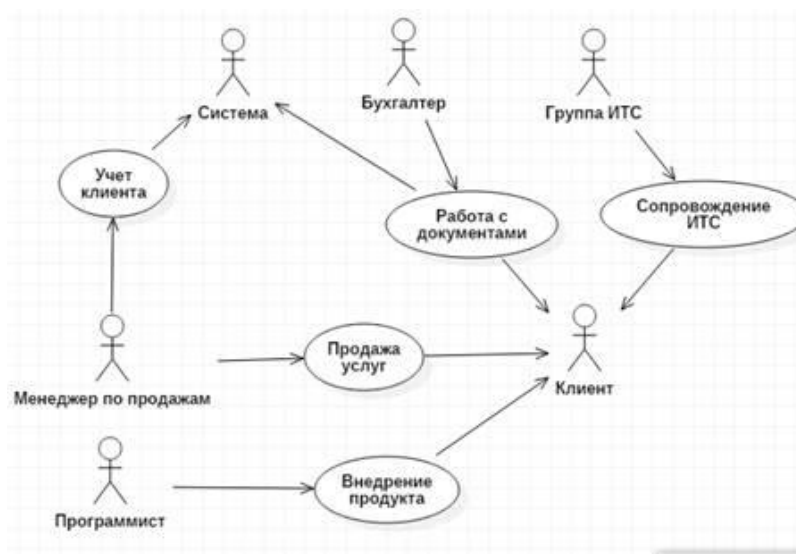 Система
Бухгалтер
Группа ИТС
Учет
клиента
Работа с
документами
Сопровождение
ИТС
Менеджер по продажам
Продажа
услуг
Клиент
Программист
Внедрение
продукта